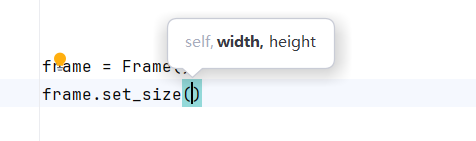 self, width, height
frame = Frame()
frame.set_size()